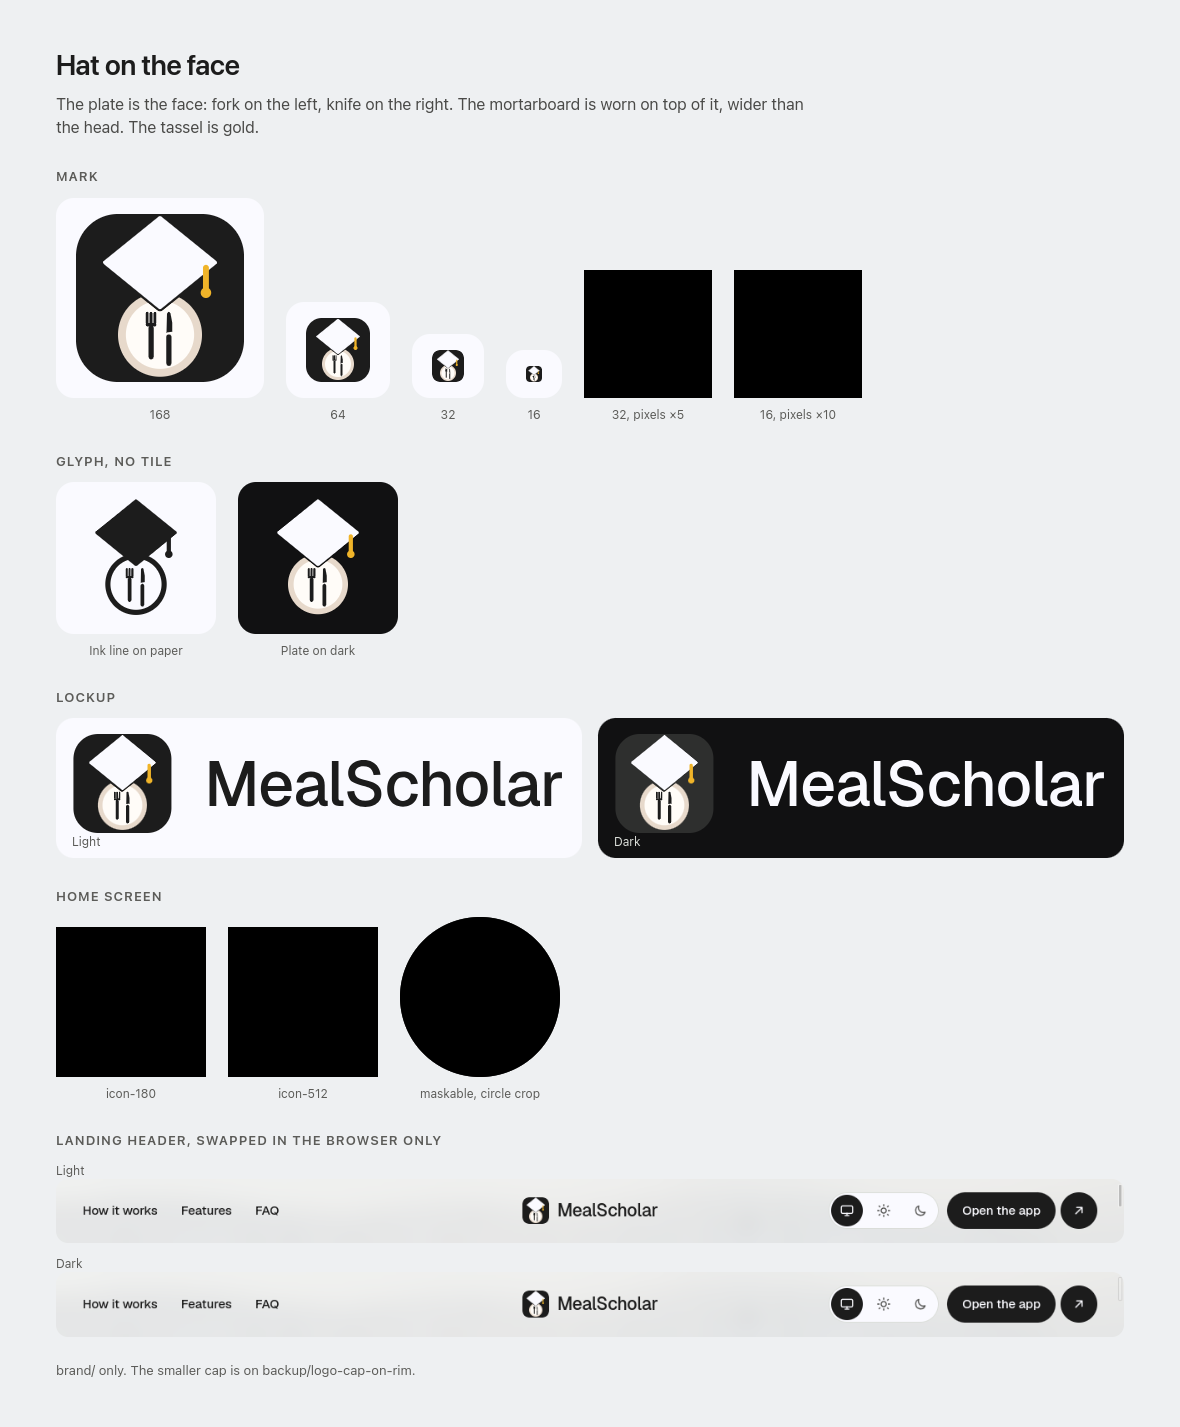 Hat on the face
The plate is the face: fork on the left, knife on the right. The mortarboard is worn on top of it, wider than
the head. The tassel is gold.
MARK
168
64
32
16
32, pixels ×5
16, pixels ×10
GLYPH, NO TILE
Ink line on paper
Plate on dark
LOCKUP
MealScholar
Light
MealScholar
Dark
HOME SCREEN
icon-180
icon-512
maskable, circle crop
LANDING HEADER, SWAPPED IN THE BROWSER ONLY
Light
How it works Features FAQ MealScholar Open the app
Dark
How it works Features FAQ MealScholar Open the app
brand/ only. The smaller cap is on backup/logo-cap-on-rim.